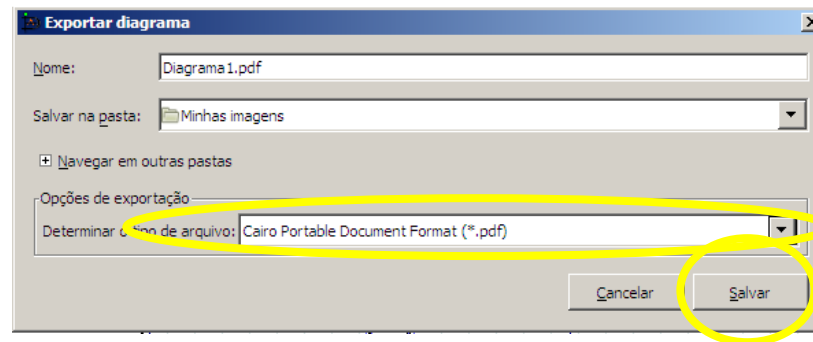 Exportar diagrama
Nome: Diagrama1.pdf
Salvar na pasta: Minhas imagens
Navegar em outras pastas
Opções de exportação
Determinar o tipo de arquivo: Cairo Portable Document Format (*.pdf)
Cancelar Salvar